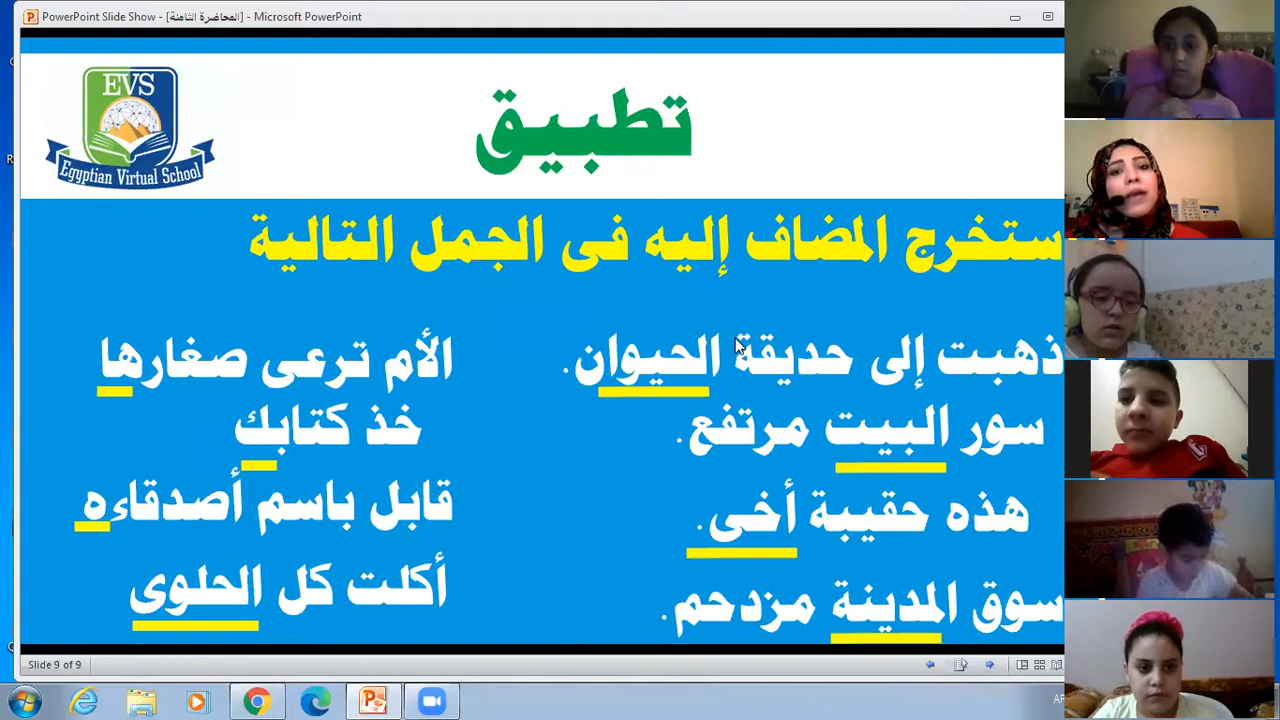 PowerPoint Slide Show - [المحاضرة الثامنة] - Microsoft PowerPoint
EVS
Egyptian Virtual School
تطبيق
ستخرج المضاف إليه فى الجمل التالية
ذهبت إلى حديقة الحيوان.
سور البيت مرتفع.
هذه حقيبة أخى.
سوق المدينة مزدحم.
الأم ترعى صغارها
خذ كتابك
قابل باسم أصدقاءه
أكلت كل الحلوى
Slide 9 of 9